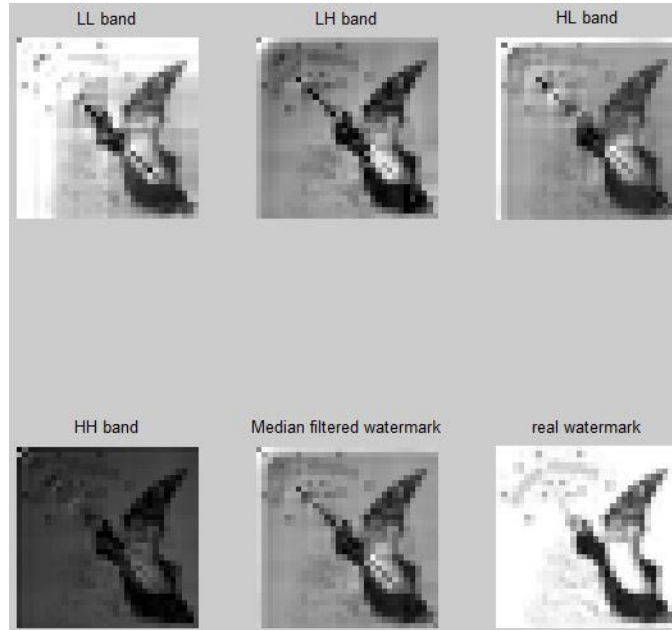 LL band
LH band
HL band
HH band
Median filtered watermark
real watermark